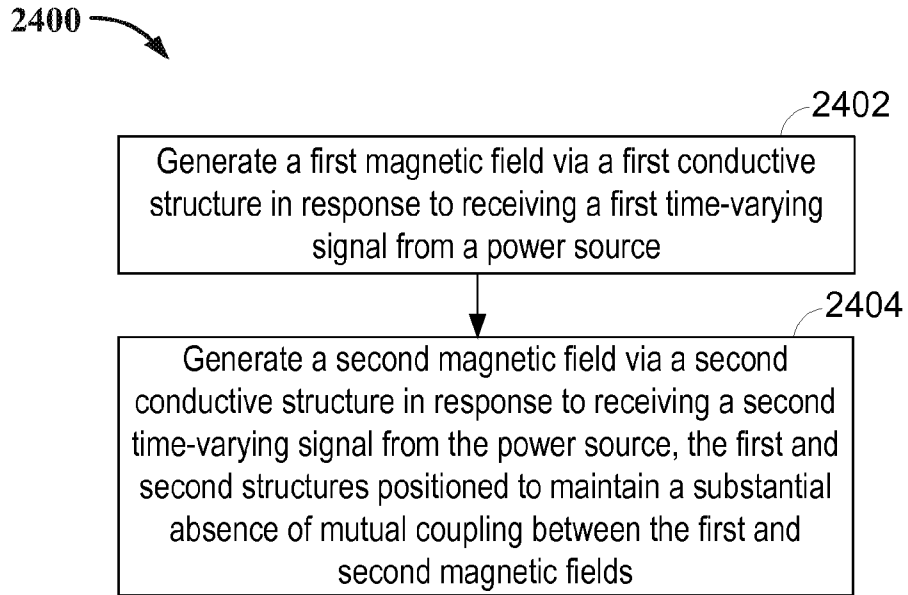 2400
2402
Generate a first magnetic field via a first conductive
structure in response to receiving a first time-varying
signal from a power source
2404
Generate a second magnetic field via a second
conductive structure in response to receiving a second
time-varying signal from the power source, the first and
second structures positioned to maintain a substantial
absence of mutual coupling between the first and
second magnetic fields